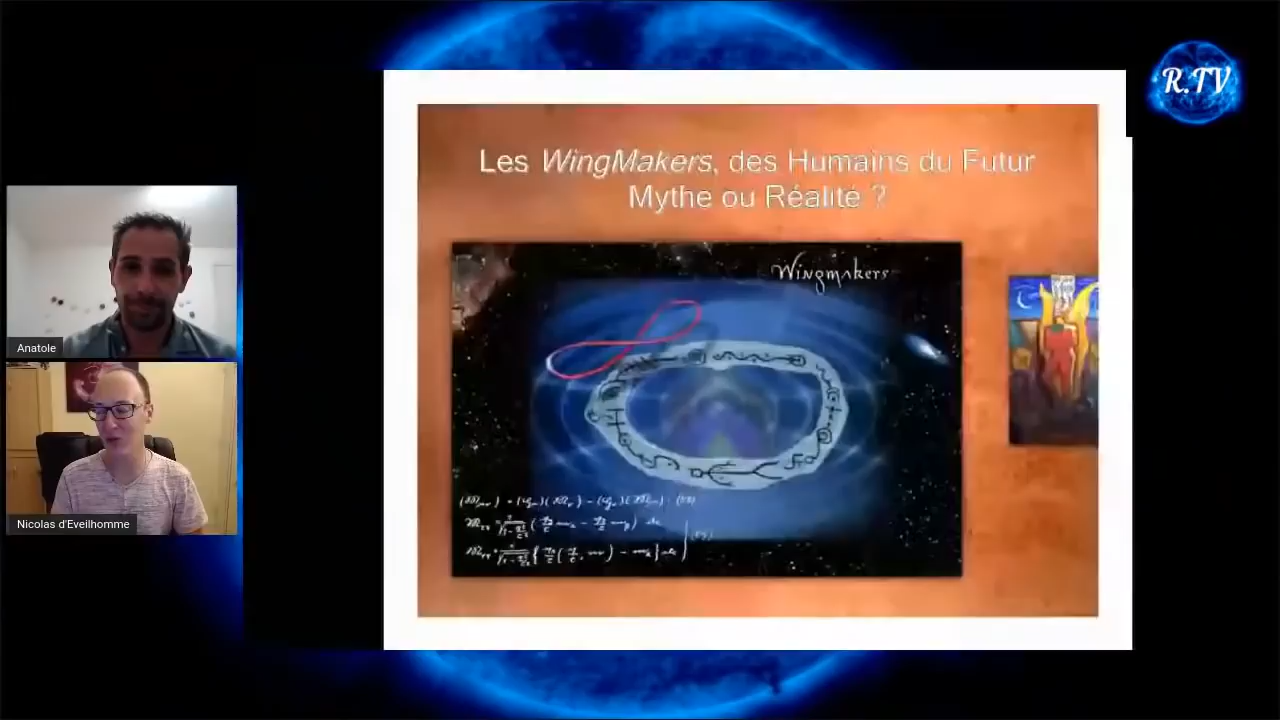 R.TV
Les WingMakers, des Humains du Futur
Mythe ou Réalité ?
Wingmakers
Anatole
Nicolas d'Eveilhomme